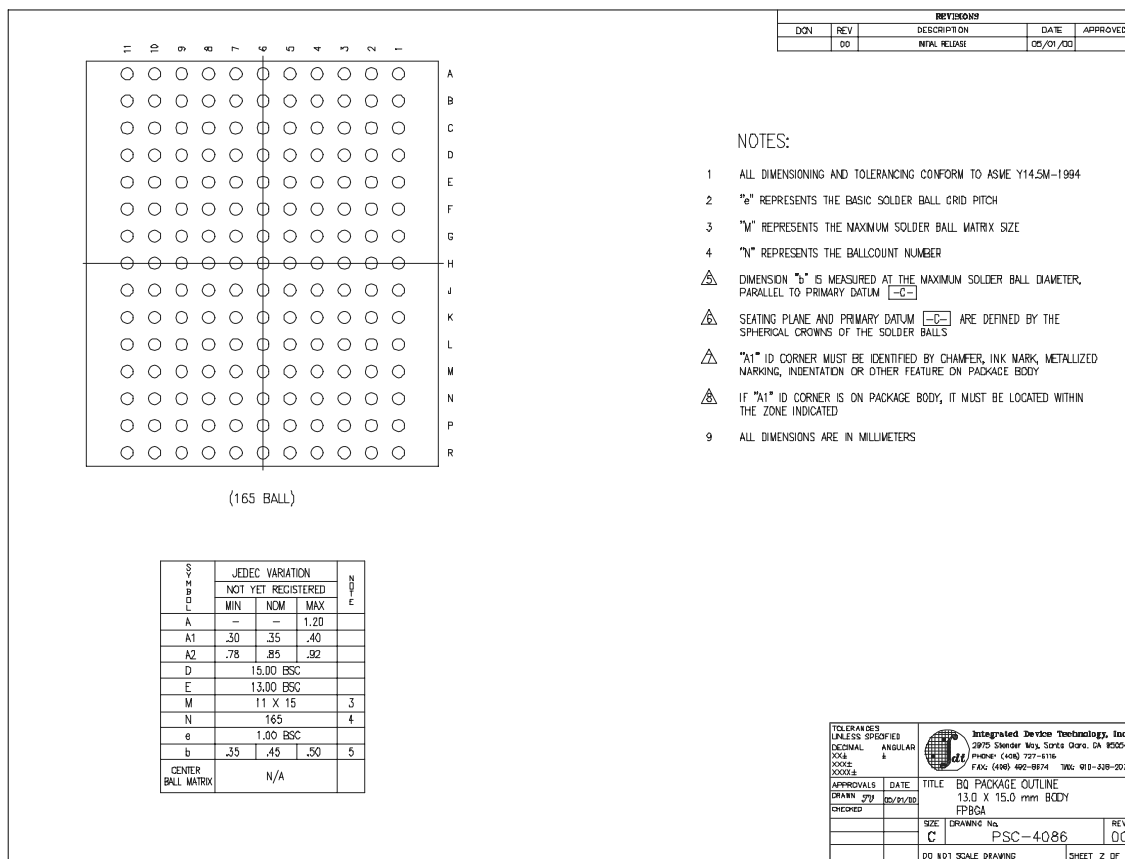 REVISIONS
DCN REV DESCRIPTION DATE APPROVED
00 INITIAL RELEASE 05/01/00
11 10 9 8 7 6 5 4 3 2 1
A
B
C
D
E
F
G
H
J
K
L
M
N
P
R
(165 BALL)
NOTES:
1 ALL DIMENSIONING AND TOLERANCING CONFORM TO ASME Y14.5M-1994
2 "e" REPRESENTS THE BASIC SOLDER BALL GRID PITCH
3 "M" REPRESENTS THE MAXIMUM SOLDER BALL MATRIX SIZE
4 "N" REPRESENTS THE BALLCOUNT NUMBER
5 DIMENSION "b" IS MEASURED AT THE MAXIMUM SOLDER BALL DIAMETER,
PARALLEL TO PRIMARY DATUM -C-
6 SEATING PLANE AND PRIMARY DATUM -C- ARE DEFINED BY THE
SPHERICAL CROWNS OF THE SOLDER BALLS
7 "A1" ID CORNER MUST BE IDENTIFIED BY CHAMFER, INK MARK, METALLIZED
MARKING, INDENTATION OR OTHER FEATURE ON PACKAGE BODY
8 IF "A1" ID CORNER IS ON PACKAGE BODY, IT MUST BE LOCATED WITHIN
THE ZONE INDICATED
9 ALL DIMENSIONS ARE IN MILLIMETERS
SYMBOL JEDEC VARIATION NOTE
NOT YET REGISTERED
MIN NOM MAX
A – – 1.20
A1 .30 .35 .40
A2 .78 .85 .92
D 15.00 BSC
E 13.00 BSC
M 11 X 15 3
N 165 4
e 1.00 BSC
b .35 .45 .50 5
CENTER
BALL MATRIX N/A
TOLERANCES
UNLESS SPECIFIED
DECIMAL ANGULAR
XX± ±
XXX±
XXXX±
idt
Integrated Device Technology, Inc
2975 Stender Way, Santa Clara, CA
PHONE: (408) 727-6116
FAX: (408) 492-8674 TWX:
APPROVALS DATE
DRAWN 05/01/00
CHECKED
TITLE BQ PACKAGE OUTLINE
13.0 X 15.0 mm BODY
FPBGA
SIZE DRAWING No. REV
C PSC-4086 00
DO NOT SCALE DRAWING SHEET 2 OF